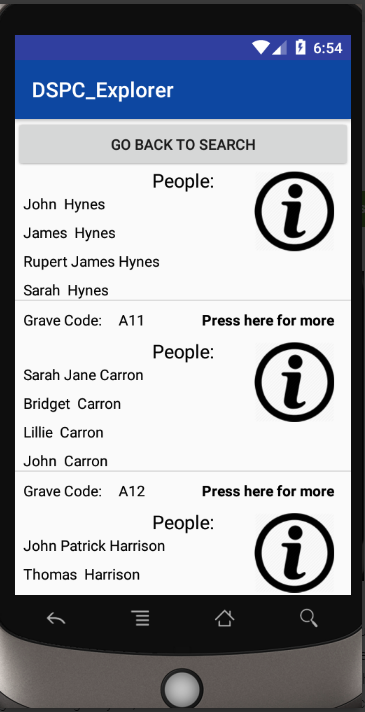 6:54
DSPC_Explorer
GO BACK TO SEARCH
People:
John Hynes
James Hynes
Rupert James Hynes
Sarah Hynes
Grave Code: A11 Press here for more
People:
Sarah Jane Carron
Bridget Carron
Lillie Carron
John Carron
Grave Code: A12 Press here for more
People:
John Patrick Harrison
Thomas Harrison